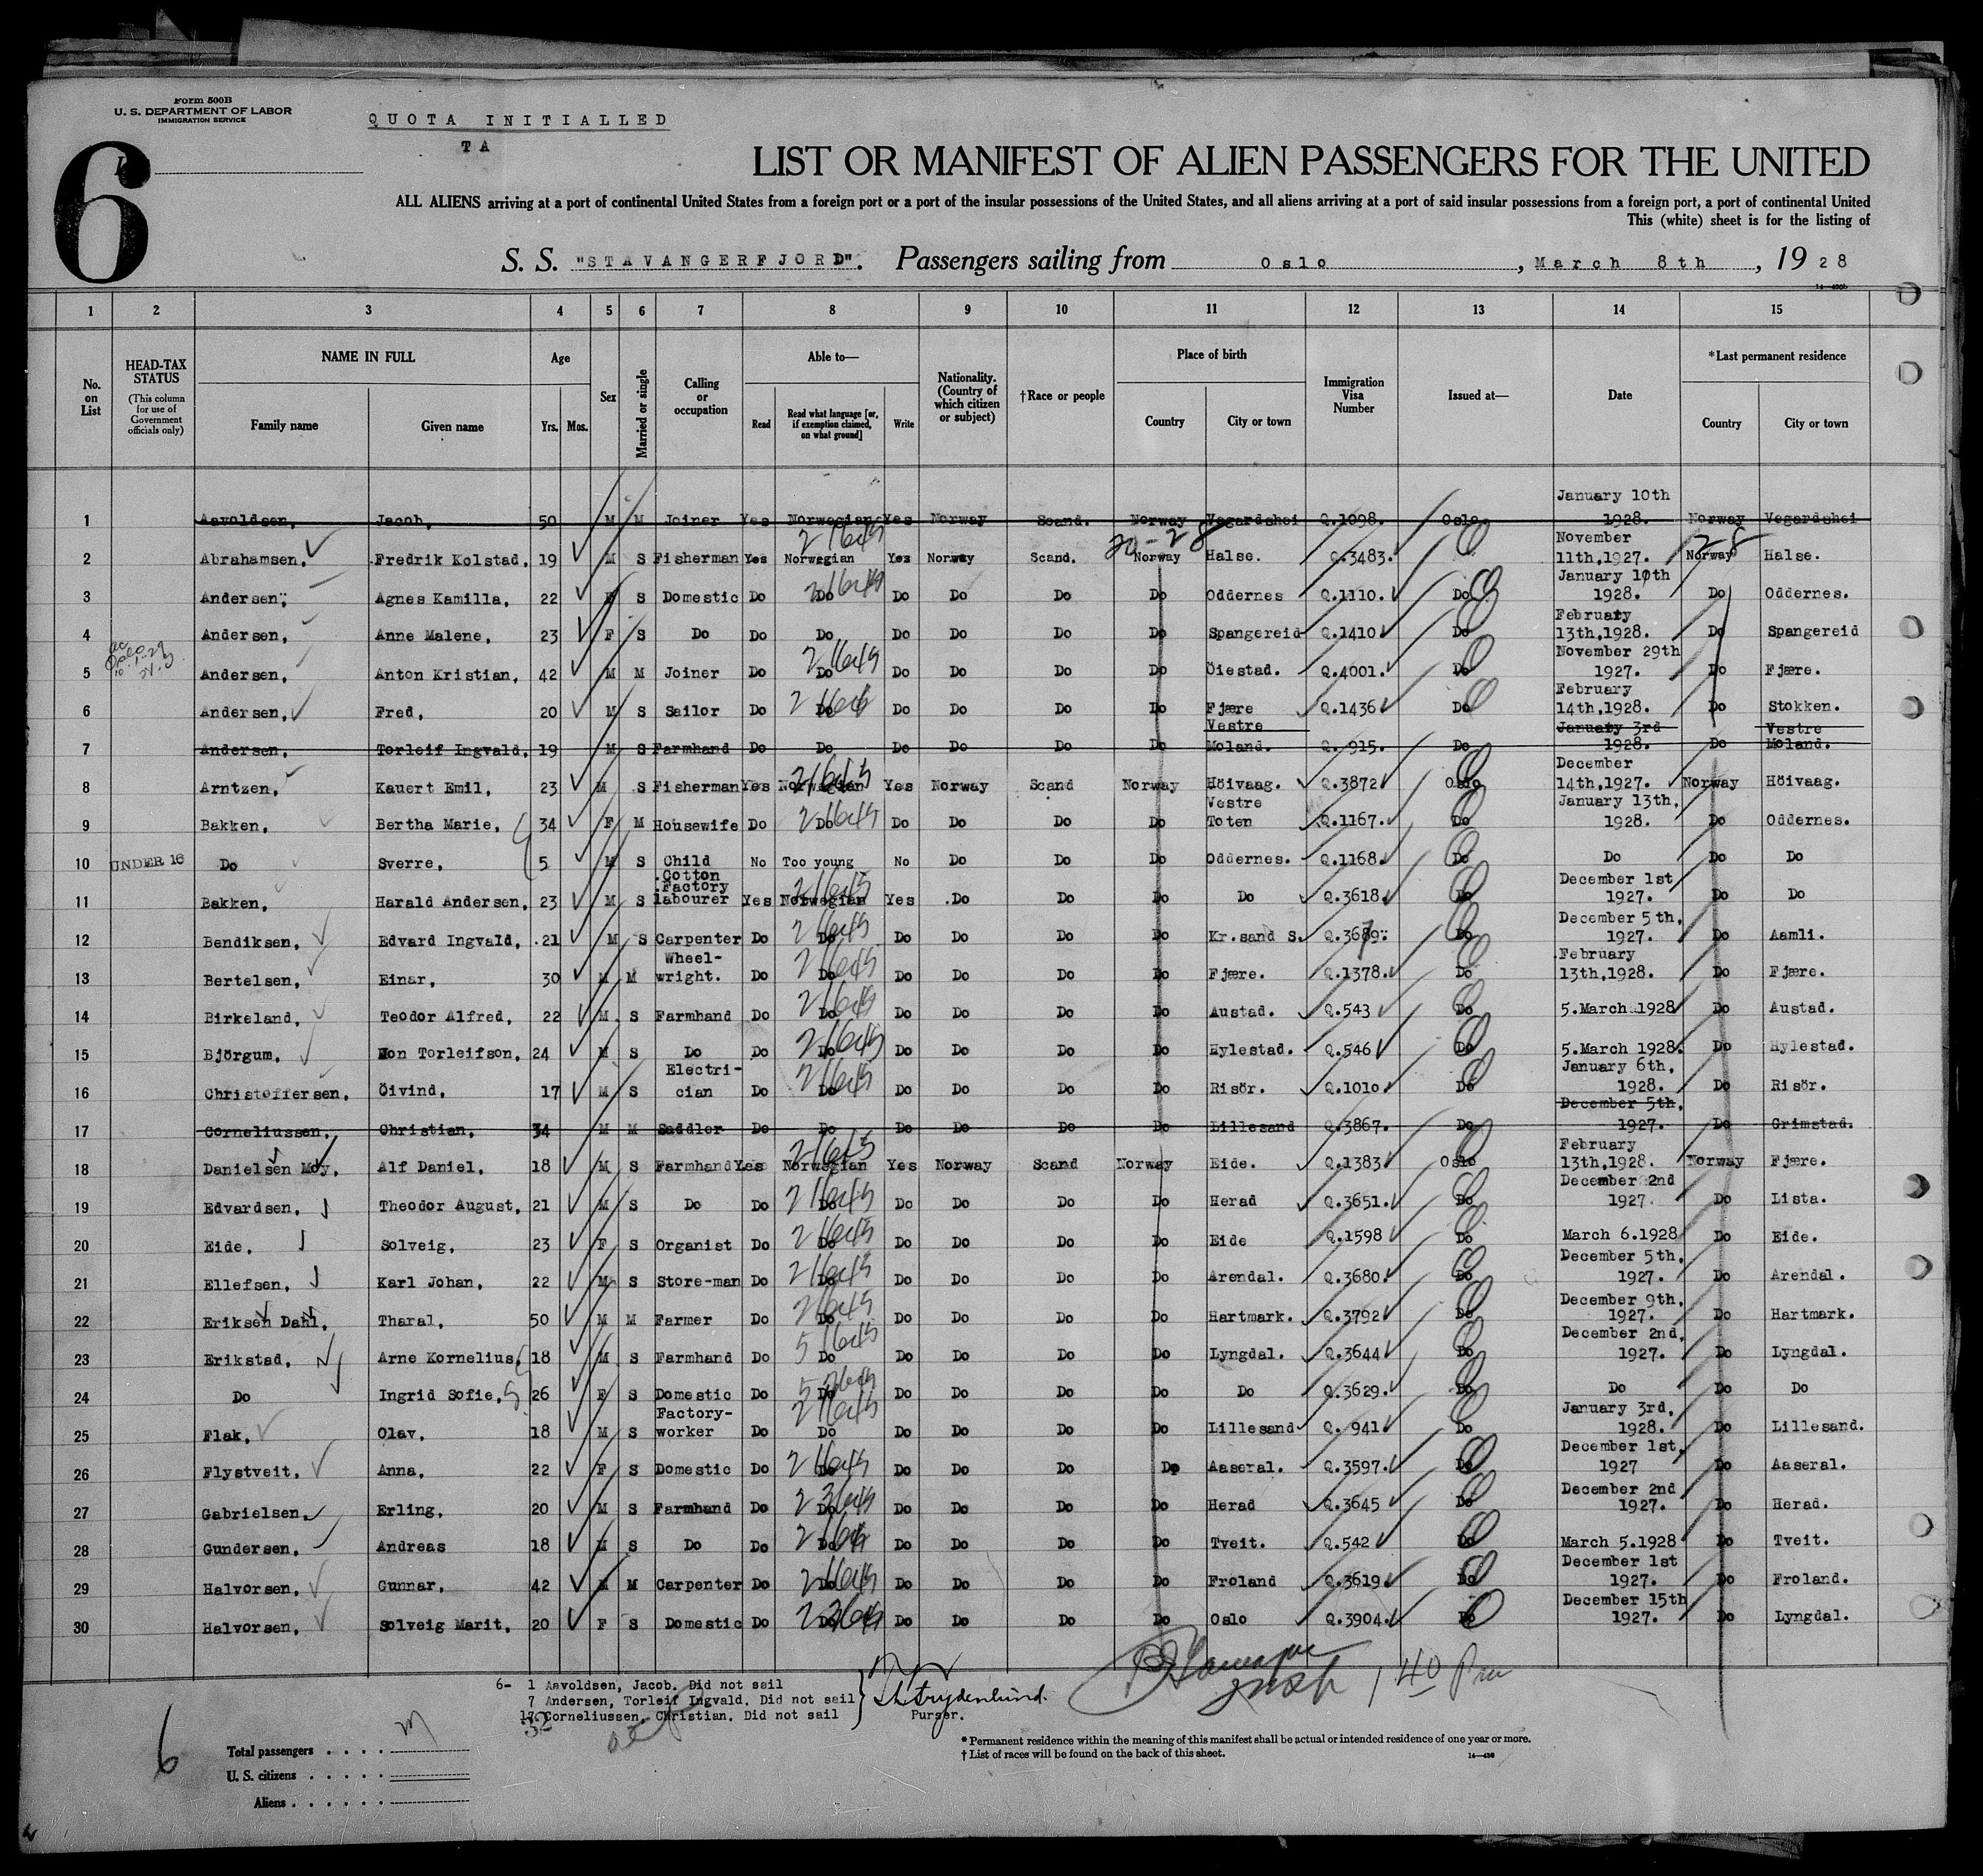 Form 500B
U. S. DEPARTMENT OF LABOR
IMMIGRATION SERVICE
QUOTA INITIALLED
TA
6
LIST OR MANIFEST OF ALIEN PASSENGERS FOR THE UNITED
ALL ALIENS arriving at a port of continental United States from a foreign port or a port of the insular possessions of the United States, and all aliens arriving at a port of said insular possessions from a foreign port, a port of continental United
This (white) sheet is for the listing of
S. S. "STAVANGERFJORD". Passengers sailing from Oslo, March 8th, 1928
1 2 3 4 5 6 7 8 9 10 11 12 13 14 15
No. on List
HEAD-TAX STATUS
(This column for use of Government officials only)
NAME IN FULL
Family name Given name
Age
Yrs. Mos.
Sex
Married or single
Calling or occupation
Able to—
Read Read what language [or, if exemption claimed, on what ground] Write
Nationality. (Country of which citizen or subject)
†Race or people
Place of birth
Country City or town
Immigration Visa Number
Issued at—
Date
*Last permanent residence
Country City or town
1 Aavoldsen, Jacob, 50 M M Joiner Yes Norwegian Yes Norway Scand. Norway Vegardshei Q.1098. Oslo. January 10th 1928. Norway Vegardshei
2 Abrahamsen, Fredrik Kolstad, 19 M S Fisherman Yes Norwegian Yes Norway Scand. Norway Halse. Q.3483. November 11th,1927. Norway Halse.
3 Andersen, Agnes Kamilla, 22 F S Domestic Do Do Do Do Do Do Oddernes Q.1110. Do January 10th 1928. Do Oddernes.
4 Andersen, Anne Malene, 23 F S Do Do Do Do Do Do Do Spangereid Q.1410 Do February 13th,1928. Do Spangereid
5 Andersen, Anton Kristian, 42 M M Joiner Do Do Do Do Do Do Öiestad. Q.4001. Do November 29th 1927. Do Fjære.
6 Andersen, Fred, 20 M S Sailor Do Do Do Do Do Do Fjære Q.1436 Do February 14th,1928. Do Stokken.
7 Andersen, Torleif Ingvald, 19 M S Farmhand Do Do Do Do Do Do Vestre Moland. Q. 915. Do January 3rd 1928. Do Vestre Moland.
8 Arntzen, Kauert Emil, 23 M S Fisherman Yes Norwegian Yes Norway Scand Norway Höivaag. Q.3872 Oslo December 14th,1927. Norway Höivaag.
9 Bakken, Bertha Marie, 34 F M Housewife Do Do Do Do Do Do Vestre Toten Q.1167. Do January 13th, 1928. Do Oddernes.
10 UNDER 16 Do Sverre, 5 M S Child No Too young No Do Do Do Oddernes. Q.1168. Do Do Do Do
11 Bakken, Harald Andersen, 23 M S Cotton Factory labourer Yes Norwegian Yes Do Do Do Do Q.3618. Do December 1st 1927. Do Do
12 Bendiksen, Edvard Ingvald, 21 M S Carpenter Do Do Do Do Do Do Kr.sand S. Do December 5th, 1927. Do Aamli.
13 Bertelsen, Einar, 30 M M Wheel-wright. Do Do Do Do Do Do Fjære. Q.1378. Do February 13th,1928. Do Fjære.
14 Birkeland, Teodor Alfred, 22 M S Farmhand Do Do Do Do Do Do Austad. Q.543 Do 5.March 1928 Do Austad.
15 Björgum, Non Torleifson, 24 M S Do Do Do Do Do Do Do Hylestad. Q.546 Do 5.March 1928. Do Hylestad.
16 Christoffersen, Öivind, 17 M S Electri-cian Do Do Do Do Do Do Risör. Q.1010. Do January 6th, 1928. Do Risör.
17 Corneliussen, Christian, 34 M M Saddler Do Do Do Do Do Do Lillesand Q.3867. Do December 5th, 1927. Do Grimstad.
18 Danielsen Moy, Alf Daniel, 18 M S Farmhand Yes Norwegian Yes Norway Scand Norway Eide. Q.1383 Oslo February 13th,1928. Norway Fjære.
19 Edvardsen, Theodor August, 21 M S Do Do Do Do Do Do Do Herad Q.3651. Do December 2nd 1927. Do Lista.
20 Eide, Solveig, 23 F S Organist Do Do Do Do Do Do Eide Q.1598 Do March 6.1928 Do Eide.
21 Ellefsen, Karl Johan, 22 M S Store-man Do Do Do Do Do Do Arendal. Q.3680. Do December 5th, 1927. Do Arendal.
22 Eriksen Dahl, Tharal, 50 M M Farmer Do Do Do Do Do Do Hartmark. Q.3792 Do December 9th, 1927. Do Hartmark.
23 Erikstad, Arne Kornelius, 18 M S Farmhand Do Do Do Do Do Do Lyngdal. Q.3644 Do December 2nd, 1927. Do Lyngdal.
24 Do Ingrid Sofie, 26 F S Domestic Do Do Do Do Do Do Do Q.3629. Do Do Do Do
25 Flak, Olav, 18 M S Factory-worker Do Do Do Do Do Do Lillesand Q. 941 Do January 3rd, 1928. Do Lillesand.
26 Flystveit, Anna, 22 F S Domestic Do Do Do Do Do Do Aaseral. Q.3597. Do December 1st, 1927 Do Aaseral.
27 Gabrielsen, Erling, 20 M S Farmhand Do Do Do Do Do Do Herad Q.3645 Do December 2nd 1927. Do Herad.
28 Gundersen, Andreas 18 M S Do Do Do Do Do Do Do Tveit. Q.542 Do March 5.1928 Do Tveit.
29 Halvorsen, Gunnar, 42 M M Carpenter Do Do Do Do Do Do Froland Q.3619 Do December 1st 1927. Do Froland.
30 Halvorsen, Solveig Marit, 20 F S Domestic Do Do Do Do Do Do Oslo Q.3904. Do December 15th 1927. Do Lyngdal.
6- 1 Aavoldsen, Jacob. Did not sail
7 Andersen, Torleif Ingvald. Did not sail
17 Corneliussen, Christian. Did not sail
Purser.
32
6
Total passengers
U. S. citizens
Aliens
* Permanent residence within the meaning of this manifest shall be actual or intended residence of one year or more.
† List of races will be found on the back of this sheet.